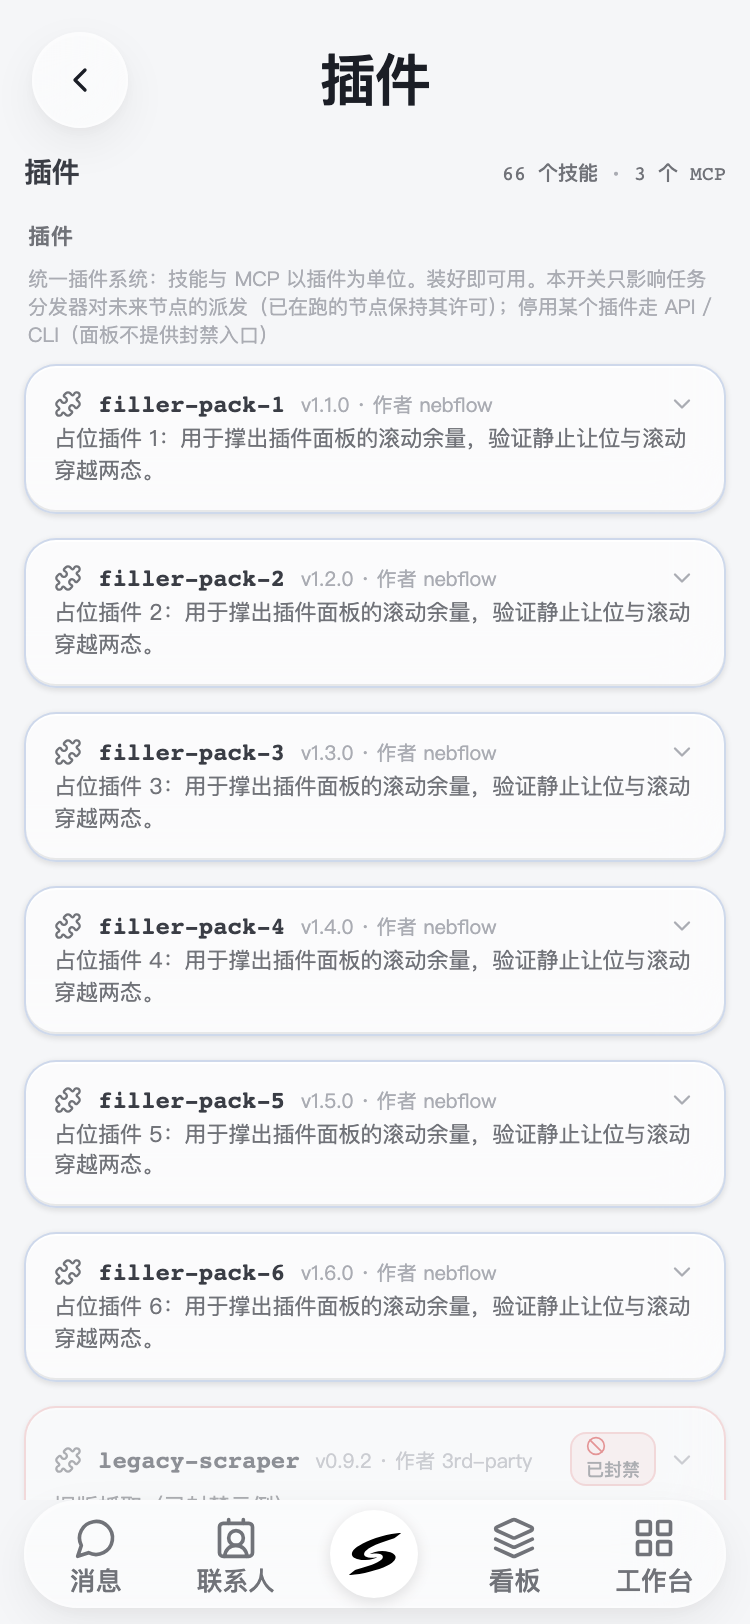 插件
插件
66 个技能 · 3 个 MCP
插件
统一插件系统：技能与 MCP 以插件为单位。装好即可用。本开关只影响任务
分发器对未来节点的派发（已在跑的节点保持其许可）；停用某个插件走 API /
CLI（面板不提供封禁入口）
filler-pack-1 v1.1.0 · 作者 nebflow
占位插件 1：用于撑出插件面板的滚动余量，验证静止让位与滚动
穿越两态。
filler-pack-2 v1.2.0 · 作者 nebflow
占位插件 2：用于撑出插件面板的滚动余量，验证静止让位与滚动
穿越两态。
filler-pack-3 v1.3.0 · 作者 nebflow
占位插件 3：用于撑出插件面板的滚动余量，验证静止让位与滚动
穿越两态。
filler-pack-4 v1.4.0 · 作者 nebflow
占位插件 4：用于撑出插件面板的滚动余量，验证静止让位与滚动
穿越两态。
filler-pack-5 v1.5.0 · 作者 nebflow
占位插件 5：用于撑出插件面板的滚动余量，验证静止让位与滚动
穿越两态。
filler-pack-6 v1.6.0 · 作者 nebflow
占位插件 6：用于撑出插件面板的滚动余量，验证静止让位与滚动
穿越两态。
legacy-scraper v0.9.2 · 作者 3rd-party
已封禁
消息
联系人
看板
工作台